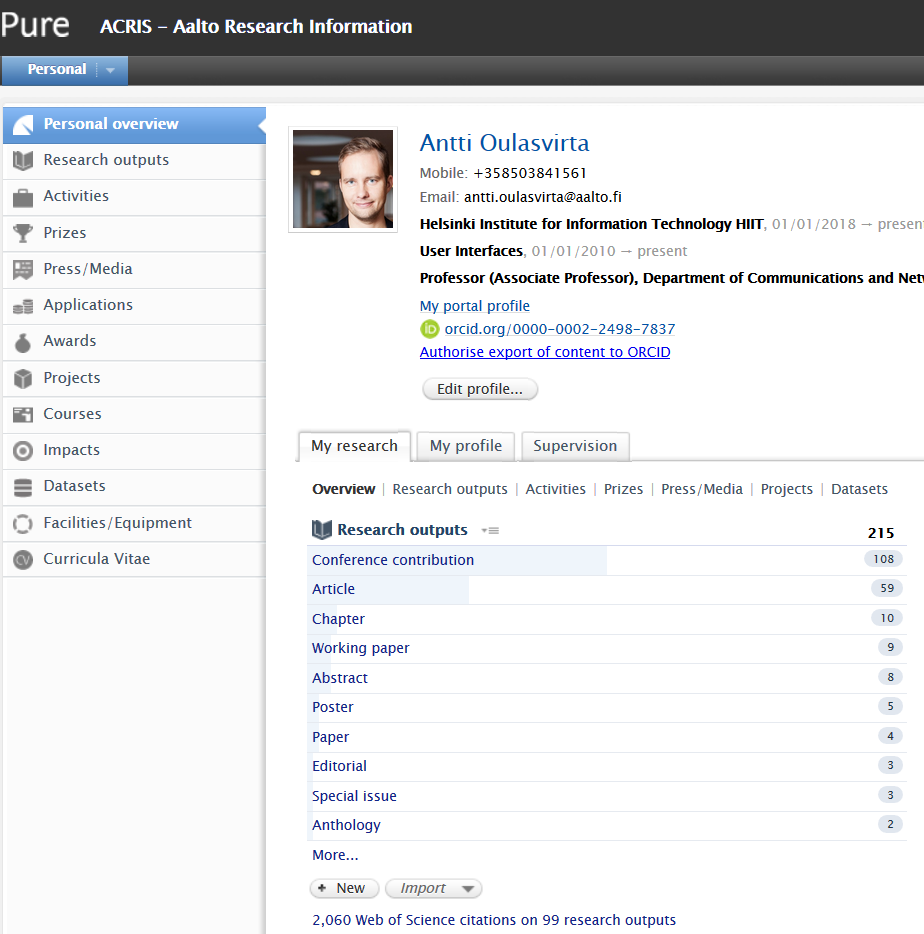 Pure ACRIS – Aalto Research Information
Personal
Personal overview
Research outputs
Activities
Prizes
Press/Media
Applications
Awards
Projects
Courses
Impacts
Datasets
Facilities/Equipment
CV Curricula Vitae
Antti Oulasvirta
Mobile: +358503841561
Email: antti.oulasvirta@aalto.fi
Helsinki Institute for Information Technology HIIT, 01/01/2018 → presen
User Interfaces, 01/01/2010 → present
Professor (Associate Professor), Department of Communications and Net
My portal profile
iD orcid.org/0000-0002-2498-7837
Authorise export of content to ORCID
Edit profile...
My research My profile Supervision
Overview | Research outputs | Activities | Prizes | Press/Media | Projects | Datasets
Research outputs 215
Conference contribution 108
Article 59
Chapter 10
Working paper 9
Abstract 8
Poster 5
Paper 4
Editorial 3
Special issue 3
Anthology 2
More...
+ New Import
2,060 Web of Science citations on 99 research outputs